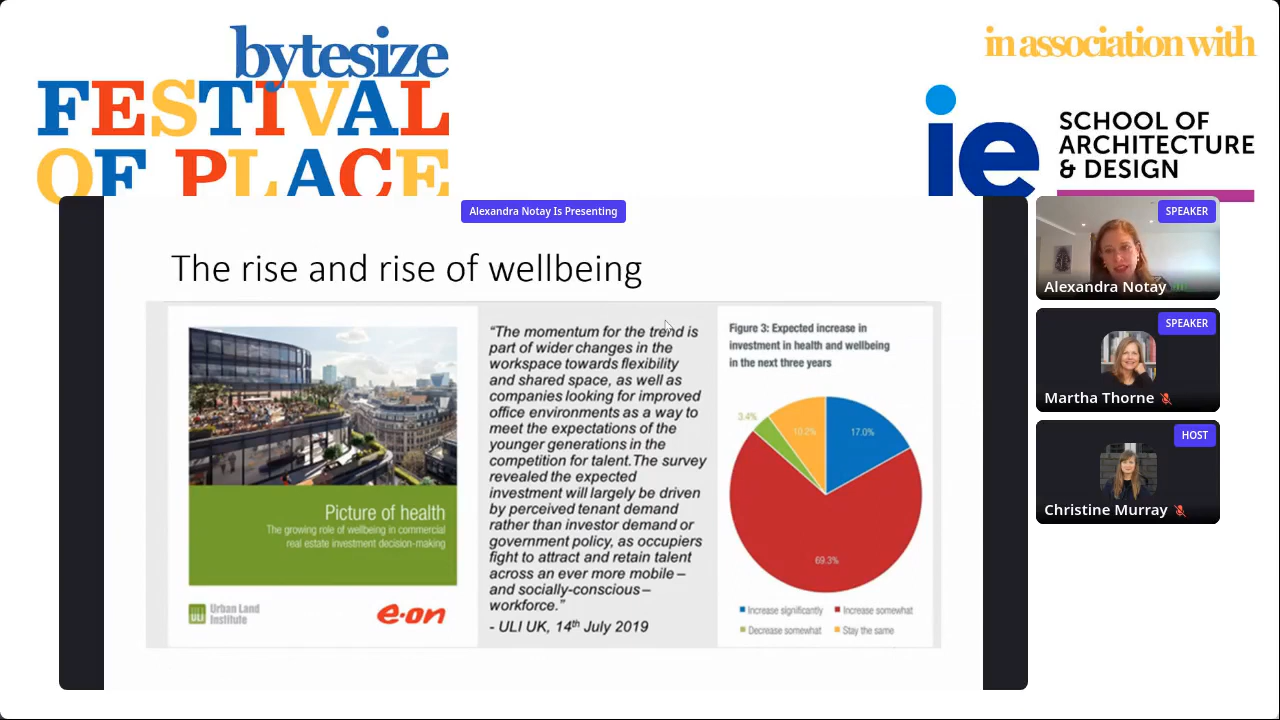 bytesize
FESTIVAL
OF PLACE
in association with
ie
SCHOOL OF
ARCHITECTURE
& DESIGN
Alexandra Notay Is Presenting
The rise and rise of wellbeing
Picture of health
The growing role of wellbeing in commercial
real estate investment decision-making
ULI
Urban Land
Institute
e·on
“The momentum for the trend is
part of wider changes in the
workspace towards flexibility
and shared space, as well as
companies looking for improved
office environments as a way to
meet the expectations of the
younger generations in the
competition for talent.The survey
revealed the expected
investment will largely be driven
by perceived tenant demand
rather than investor demand or
government policy, as occupiers
fight to attract and retain talent
across an ever more mobile –
and socially-conscious –
workforce.”
- ULI UK, 14th July 2019
Figure 3: Expected increase in
investment in health and wellbeing
in the next three years
3.4%
10.2%
17.0%
69.3%
Increase significantly
Increase somewhat
Decrease somewhat
Stay the same
SPEAKER
Alexandra Notay
SPEAKER
Martha Thorne
HOST
Christine Murray